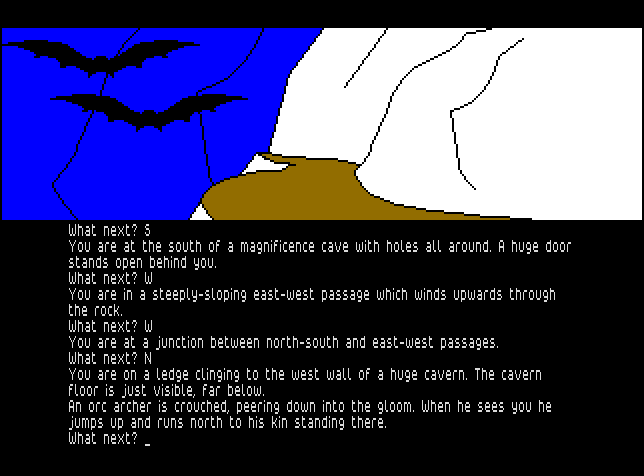 What next? S
You are at the south of a magnificence cave with holes all around. A huge door
stands open behind you.
What next? W
You are in a steeply-sloping east-west passage which winds upwards through
the rock.
What next? W
You are at a junction between north-south and east-west passages.
What next? N
You are on a ledge clinging to the west wall of a huge cavern. The cavern
floor is just visible, far below.
An orc archer is crouched, peering down into the gloom. When he sees you he
jumps up and runs north to his kin standing there.
What next? _